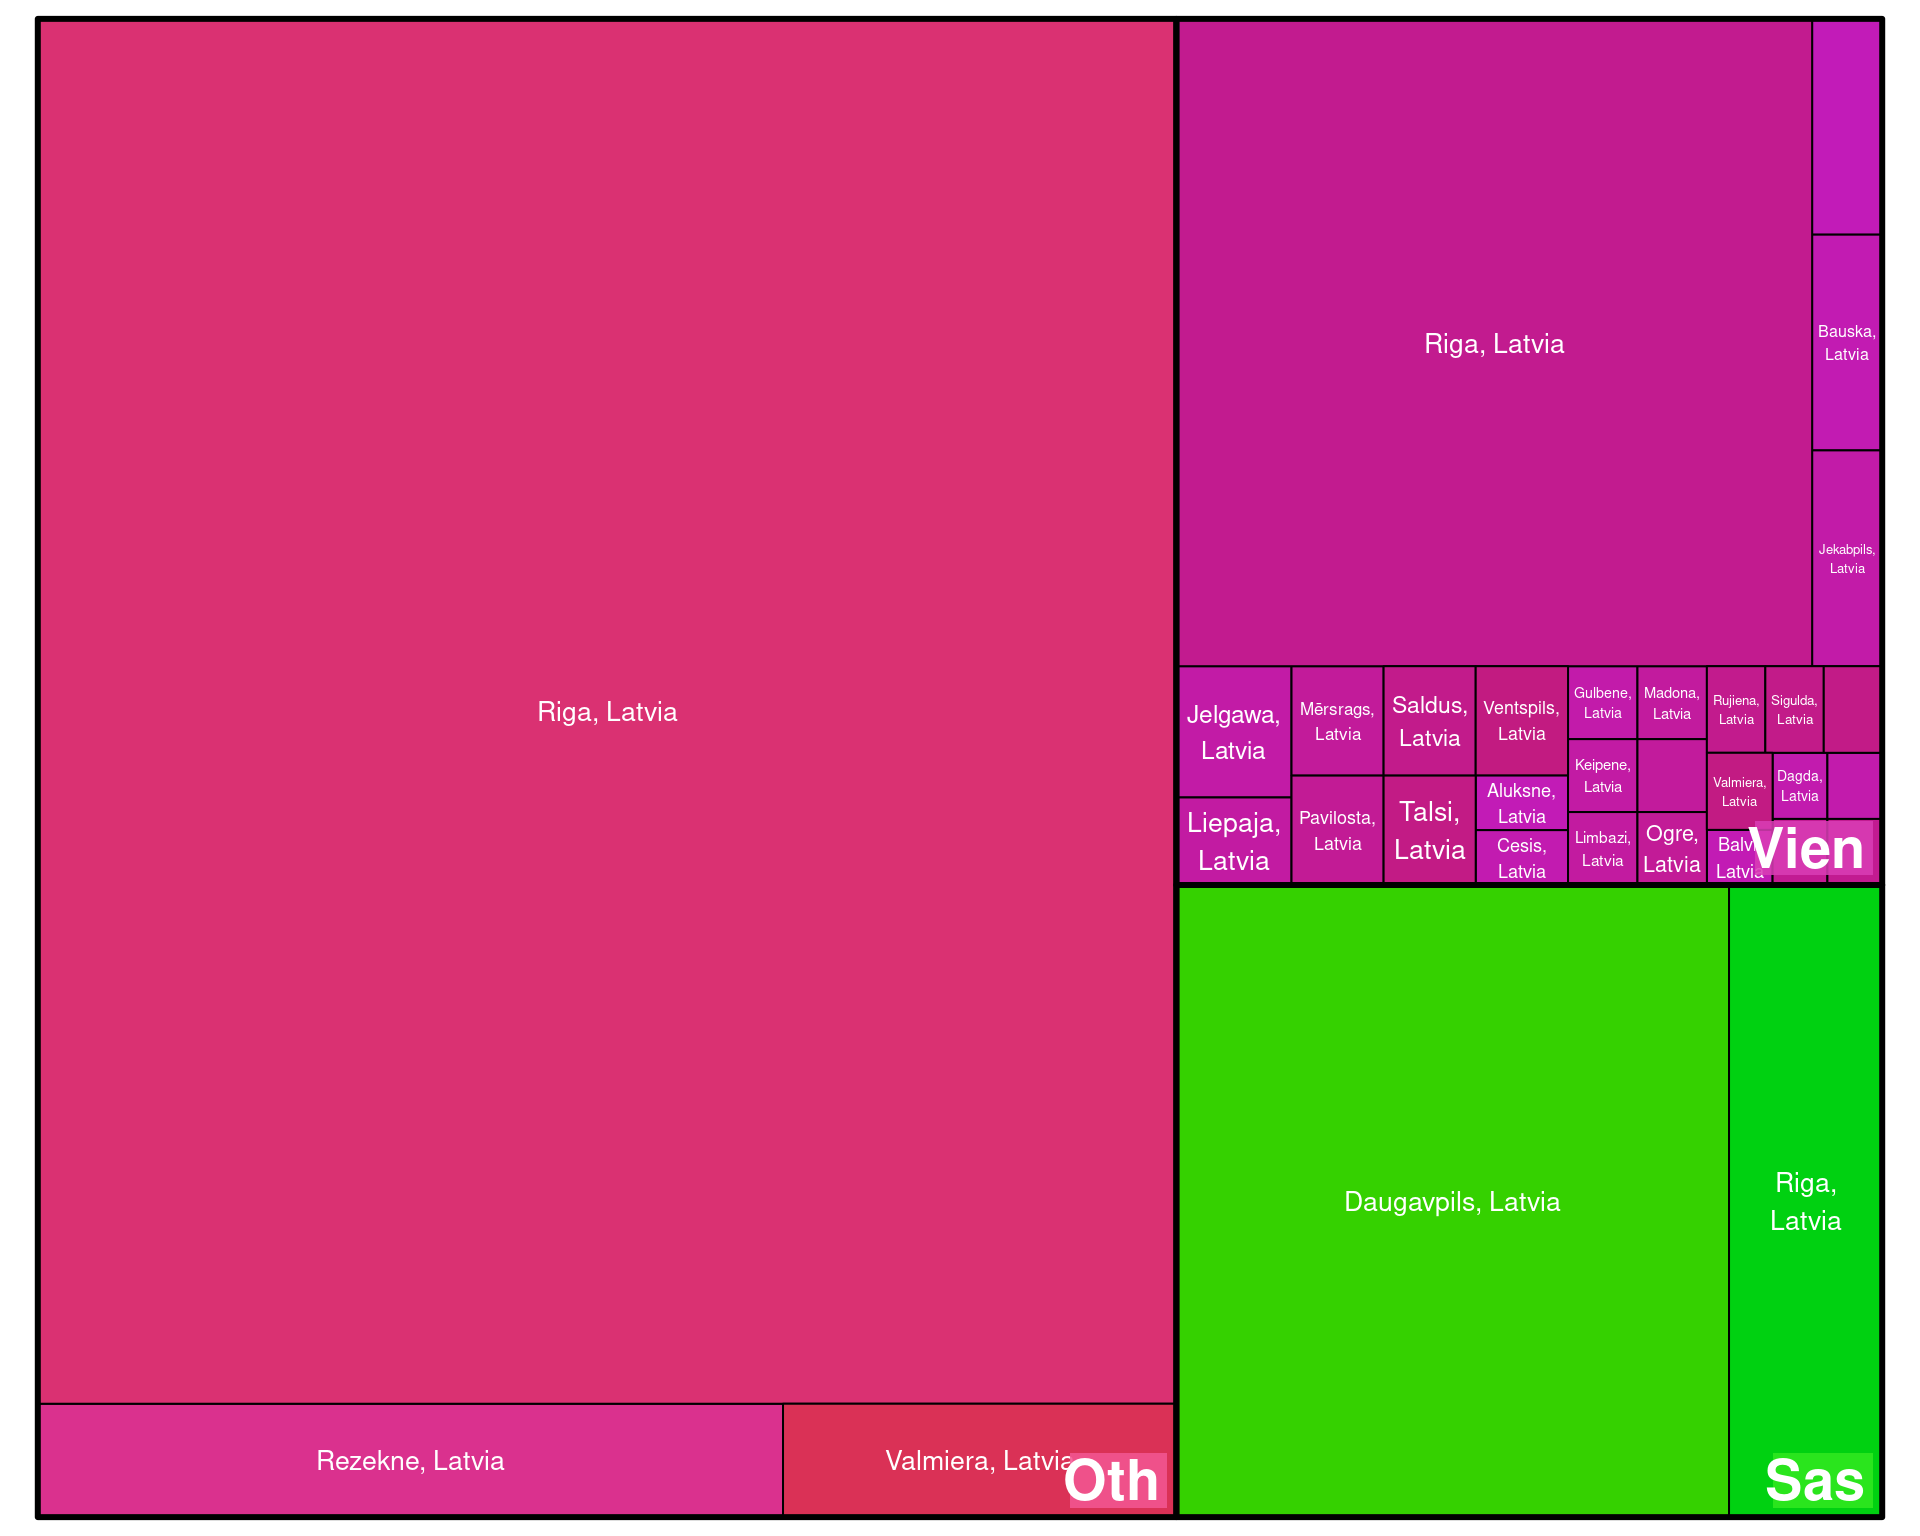 Riga, Latvia
Rezekne, Latvia
Valmiera, Latvia
Oth
Riga, Latvia
Bauska,
Latvia
Jekabpils,
Latvia
Jelgawa,
Latvia
Liepaja,
Latvia
Mērsrags,
Latvia
Pavilosta,
Latvia
Saldus,
Latvia
Talsi,
Latvia
Ventspils,
Latvia
Aluksne,
Latvia
Cesis,
Latvia
Gulbene,
Latvia
Keipene,
Latvia
Limbazi,
Latvia
Madona,
Latvia
Ogre,
Latvia
Rujiena,
Latvia
Sigulda,
Latvia
Valmiera,
Latvia
Dagda,
Latvia
Balvi
Latvia
Vien
Daugavpils, Latvia
Riga,
Latvia
Sas